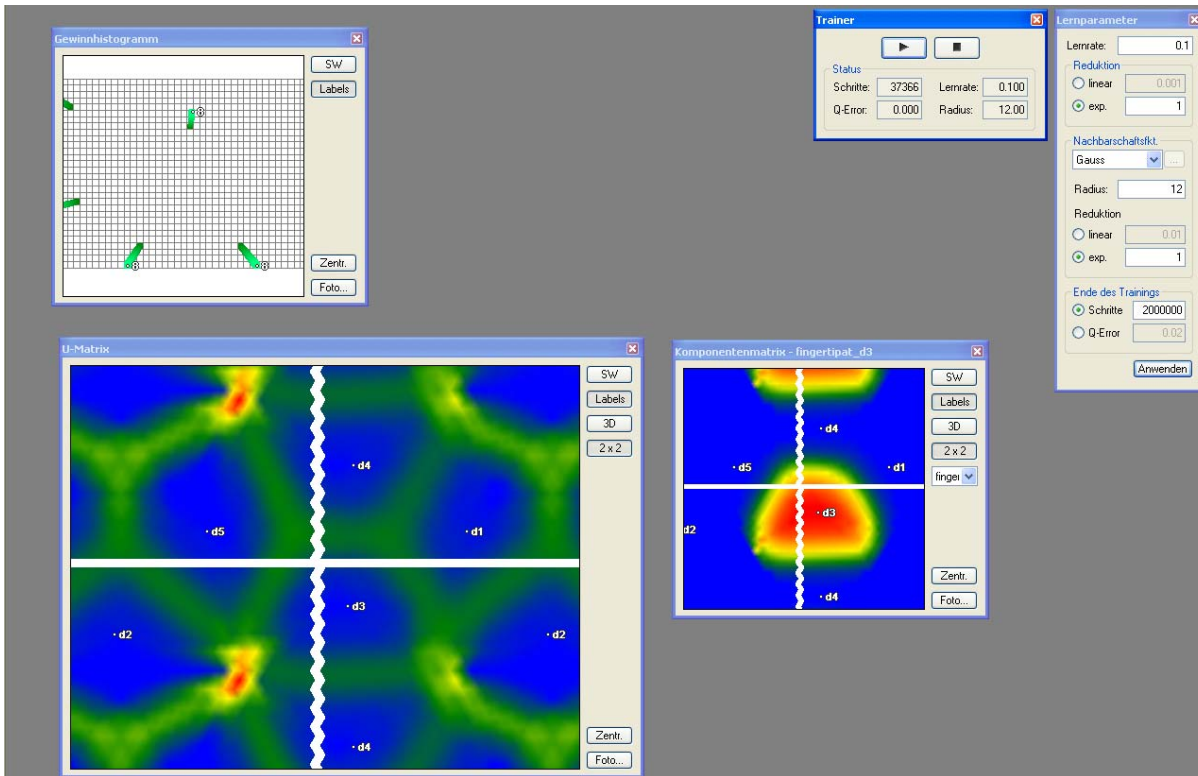 Gewinnhistogramm
SW
Labels
Zentr.
Foto...
Trainer
Status
Schritte: 37366 Lernrate: 0.100
Q-Error: 0.000 Radius: 12.00
Lernparameter
Lernrate: 0.1
Reduktion
linear 0.001
exp. 1
Nachbarschaftsfkt.
Gauss ...
Radius: 12
Reduktion
linear 0.01
exp. 1
Ende des Trainings
Schritte 2000000
Q-Error 0.02
Anwenden
U-Matrix
SW
Labels
3D
2 x 2
d4
d5 d1
d3
d2 d2
d4
Zentr.
Foto...
Komponentenmatrix - fingertipat_d3
SW
Labels
3D
2 x 2
d4
d5 d1
d3
d2
d4
Zentr.
Foto...